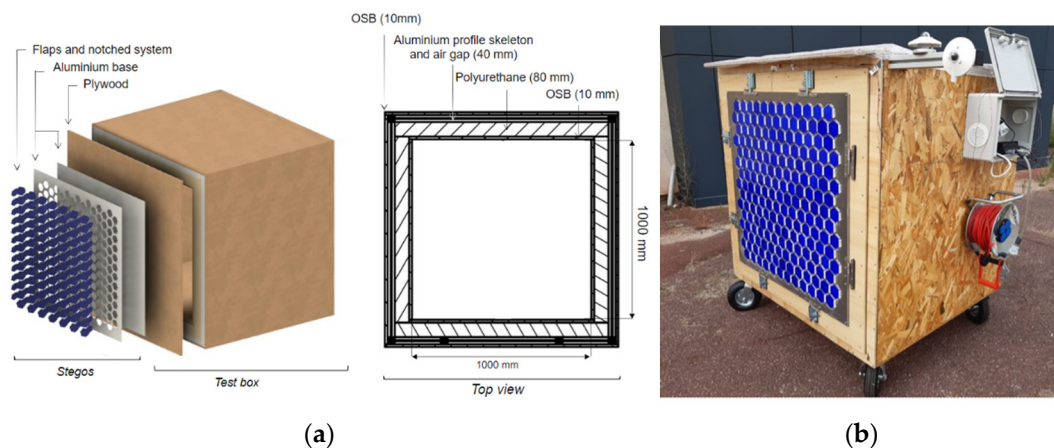 OSB (10mm)
Flaps and notched system
Aluminium base
Plywood
Aluminium profile skeleton
and air gap (40 mm)
Polyurethane (80 mm)
OSB (10 mm)
1000 mm
1000 mm
Stegos
Test box
Top view
(a)
(b)